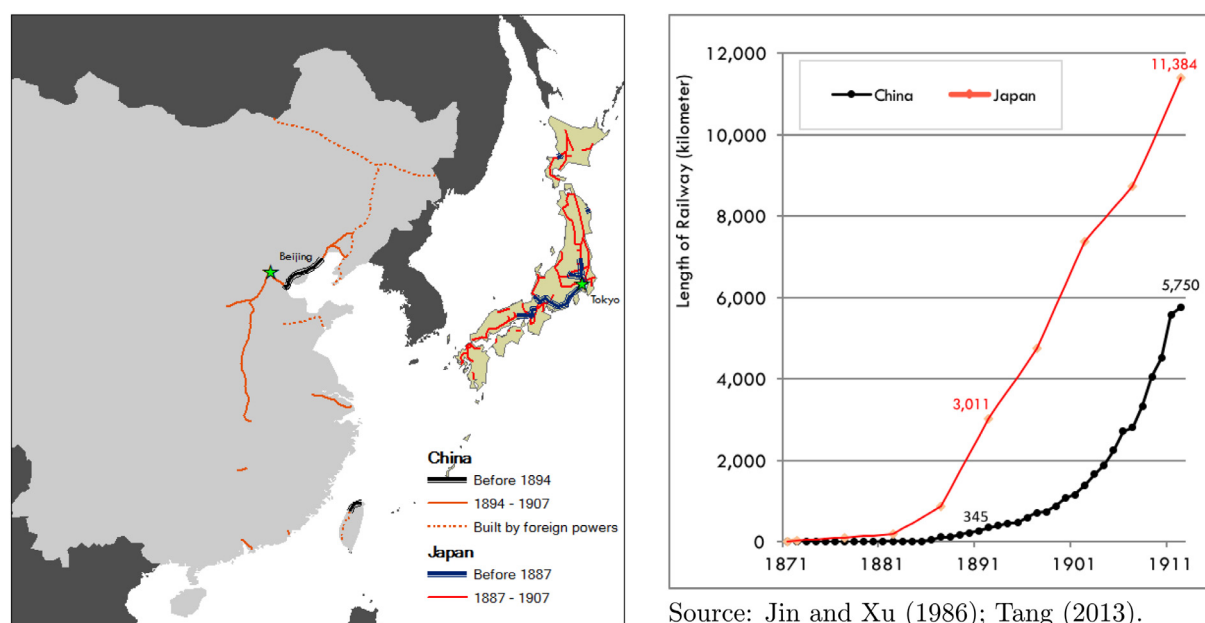 Beijing
Tokyo
China
Before 1894
1894 - 1907
Built by foreign powers
Japan
Before 1887
1887 - 1907
Length of Railway (kilometer)
12,000
10,000
8,000
6,000
4,000
2,000
0
China
Japan
11,384
5,750
3,011
345
1871
1881
1891
1901
1911
Source: Jin and Xu (1986); Tang (2013).